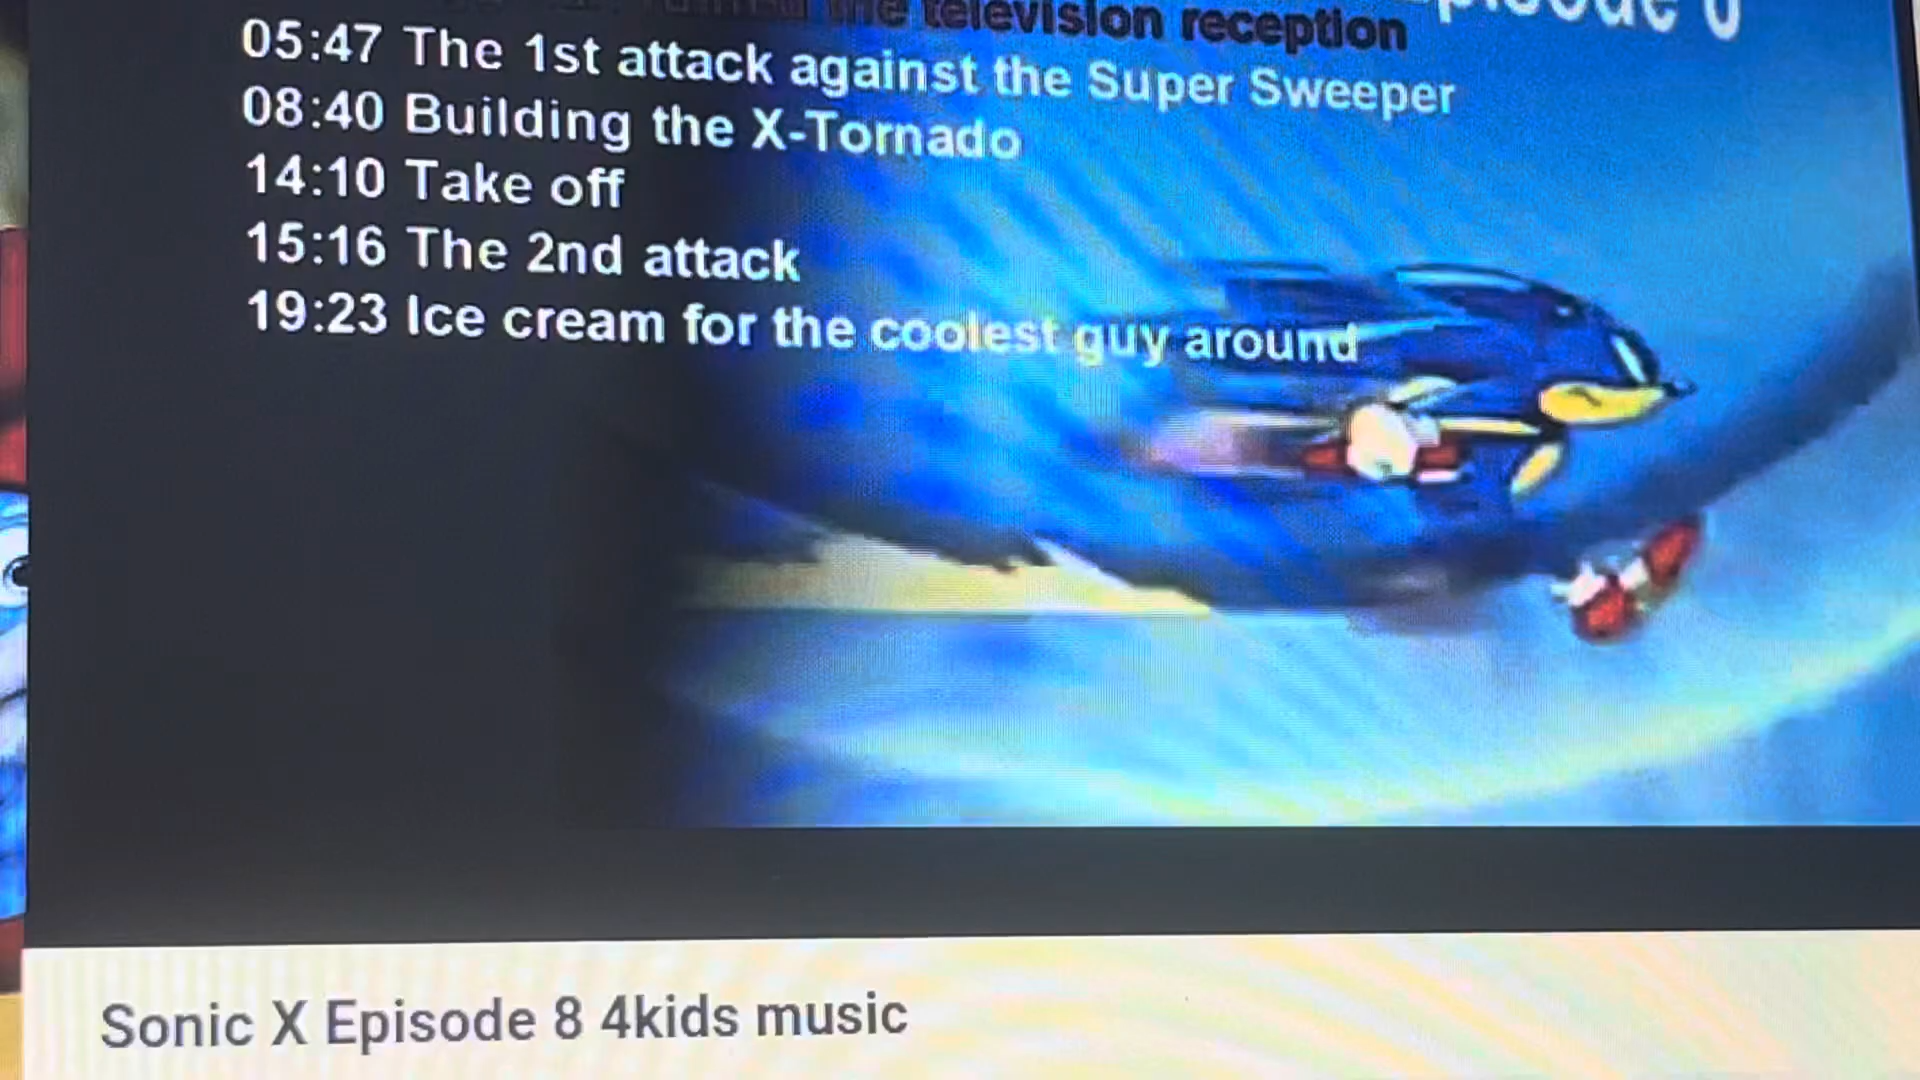 the television reception
05:47 The 1st attack against the Super Sweeper
08:40 Building the X-Tornado
14:10 Take off
15:16 The 2nd attack
19:23 Ice cream for the coolest guy around
Sonic X Episode 8 4kids music